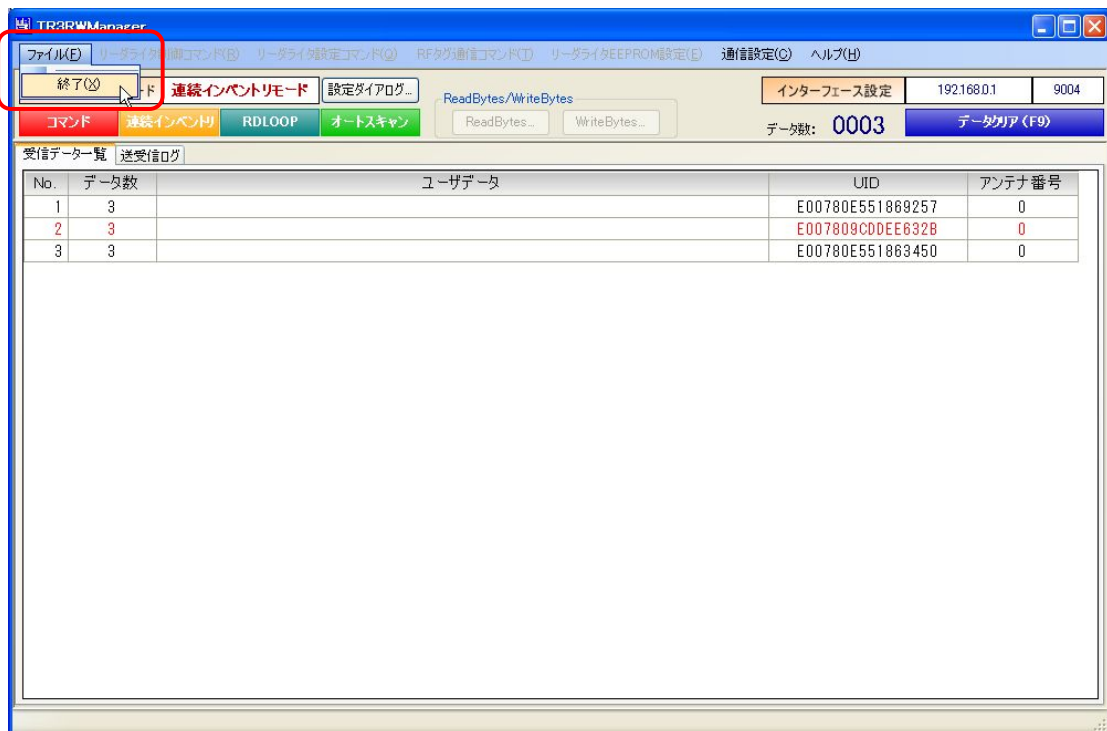 TR3RWManager
ファイル(F) リーダライタ制御コマンド(R) リーダライタ設定コマンド(Q) RFタグ通信コマンド(T) リーダライタEEPROM設定(E) 通信設定(C) ヘルプ(H)
終了(X)
ド 連続インベントリモード 設定ダイアログ... ReadBytes/WriteBytes インターフェース設定 192.168.0.1 9004
コマンド 連続インベントリ RDLOOP オートスキャン ReadBytes... WriteBytes... データ数: 0003 データクリア(F9)
受信データ一覧 送受信ログ
No. データ数 ユーザデータ UID アンテナ番号
1 3 E00780E551869257 0
2 3 E007809CDDEE632B 0
3 3 E00780E551863450 0